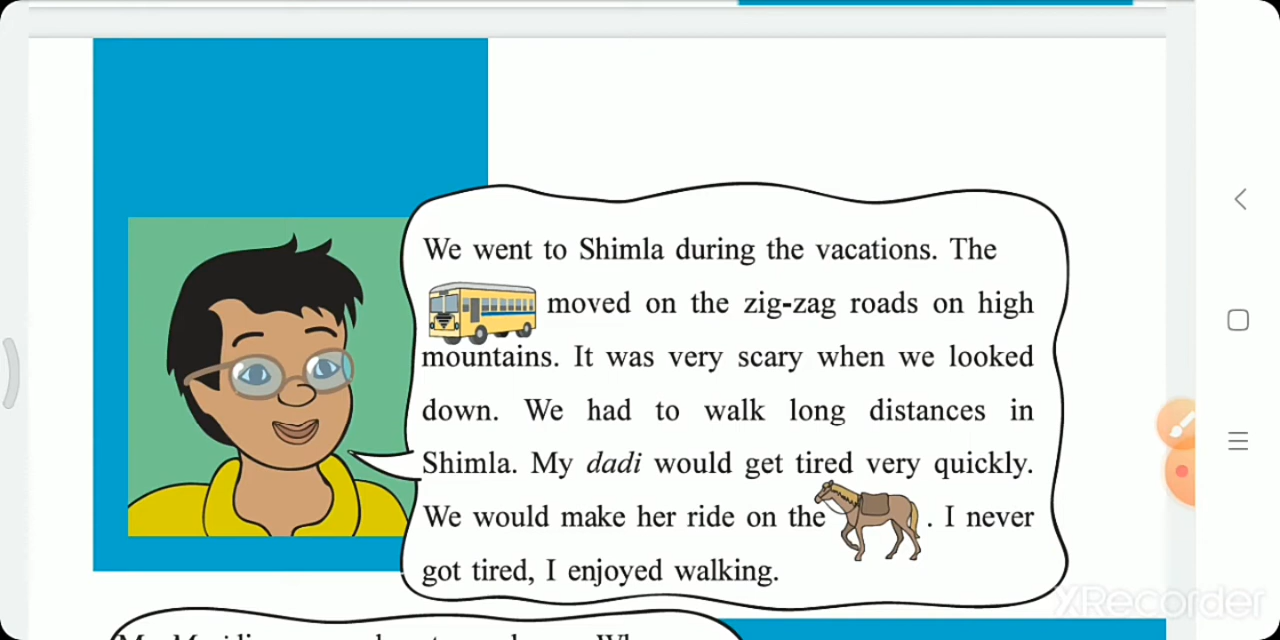 We went to Shimla during the vacations. The
moved on the zig-zag roads on high
mountains. It was very scary when we looked
down. We had to walk long distances in
Shimla. My dadi would get tired very quickly.
We would make her ride on the . I never
got tired, I enjoyed walking.
XRecorder